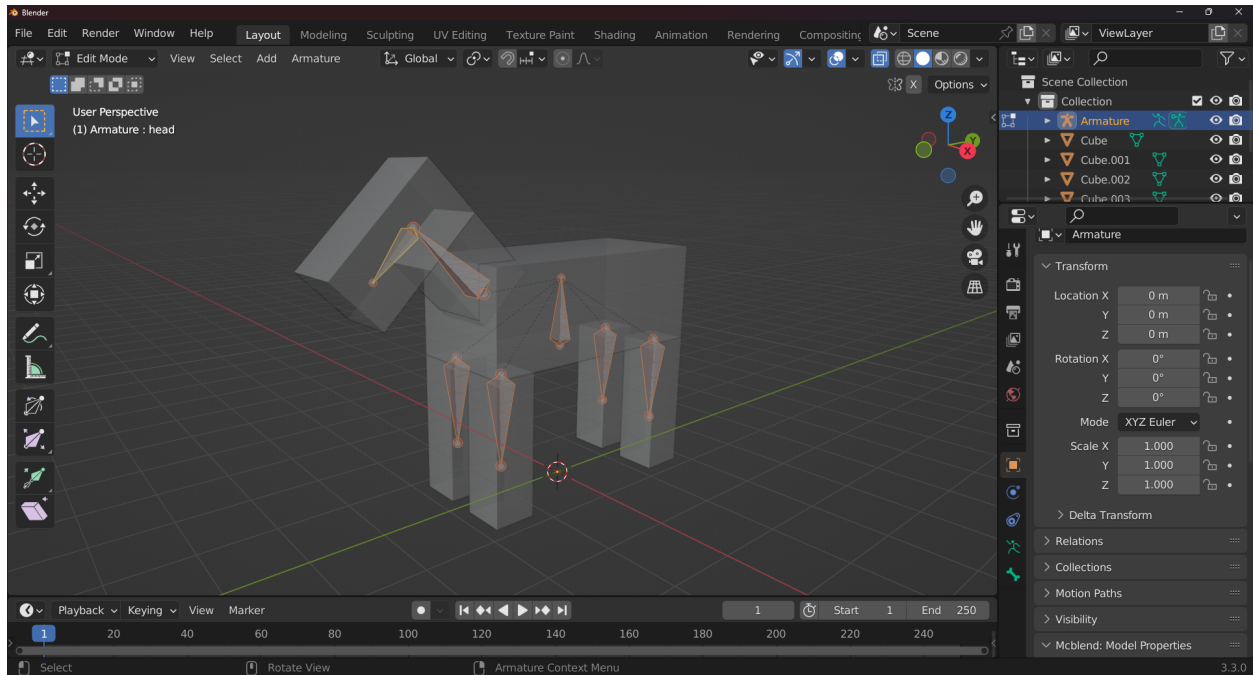 Blender
File Edit Render Window Help Layout Modeling Sculpting UV Editing Texture Paint Shading Animation Rendering Compositing Scene ViewLayer
Edit Mode View Select Add Armature Global
X Options
User Perspective
(1) Armature : head
Z
Y
X
Scene Collection
Collection
Armature
Cube
Cube.001
Cube.002
Cube.003
Armature
Transform
Location X 0 m
Y 0 m
Z 0 m
Rotation X 0°
Y 0°
Z 0°
Mode XYZ Euler
Scale X 1.000
Y 1.000
Z 1.000
Delta Transform
Relations
Collections
Motion Paths
Visibility
Mcblend: Model Properties
Playback Keying View Marker 1 Start 1 End 250
1 20 40 60 80 100 120 140 160 180 200 220 240
Select Rotate View Armature Context Menu 3.3.0